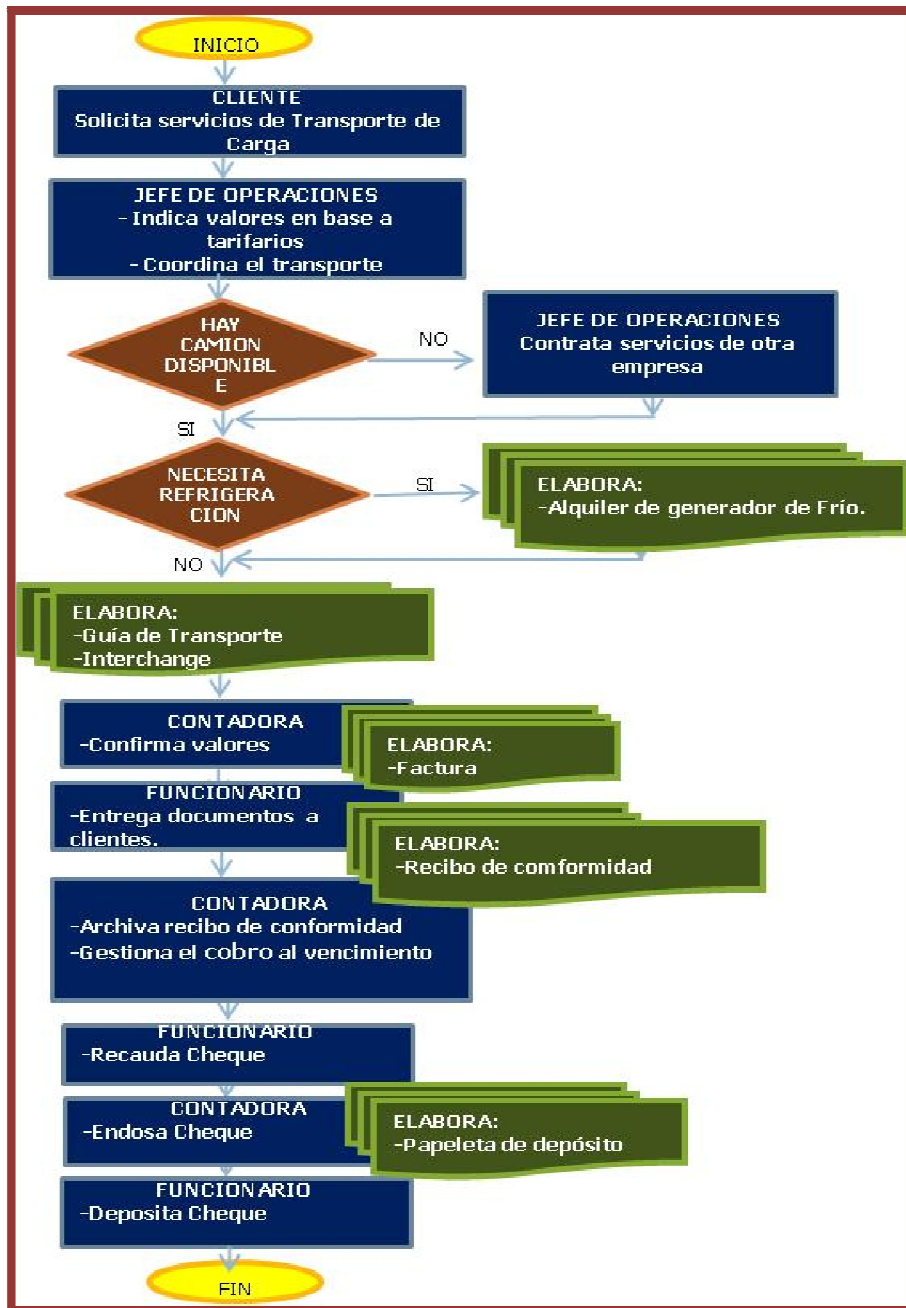 INICIO
CLIENTE
Solicita servicios de Transporte de
Carga
JEFE DE OPERACIONES
- Indica valores en base a
tarifarios
- Coordina el transporte
HAY
CAMION
DISPONIBL
E
NO
JEFE DE OPERACIONES
Contrata servicios de otra
empresa
SI
NECESITA
REFRIGERA
CION
SI
ELABORA:
-Alquiler de generador de Frío.
NO
ELABORA:
-Guía de Transporte
-Interchange
CONTADORA
-Confirma valores
ELABORA:
-Factura
FUNCIONARIO
-Entrega documentos a
clientes.
ELABORA:
-Recibo de comformidad
CONTADORA
-Archiva recibo de conformidad
-Gestiona el cobro al vencimiento
FUNCIONARIO
-Recauda Cheque
CONTADORA
-Endosa Cheque
ELABORA:
-Papeleta de depósito
FUNCIONARIO
-Deposita Cheque
FIN